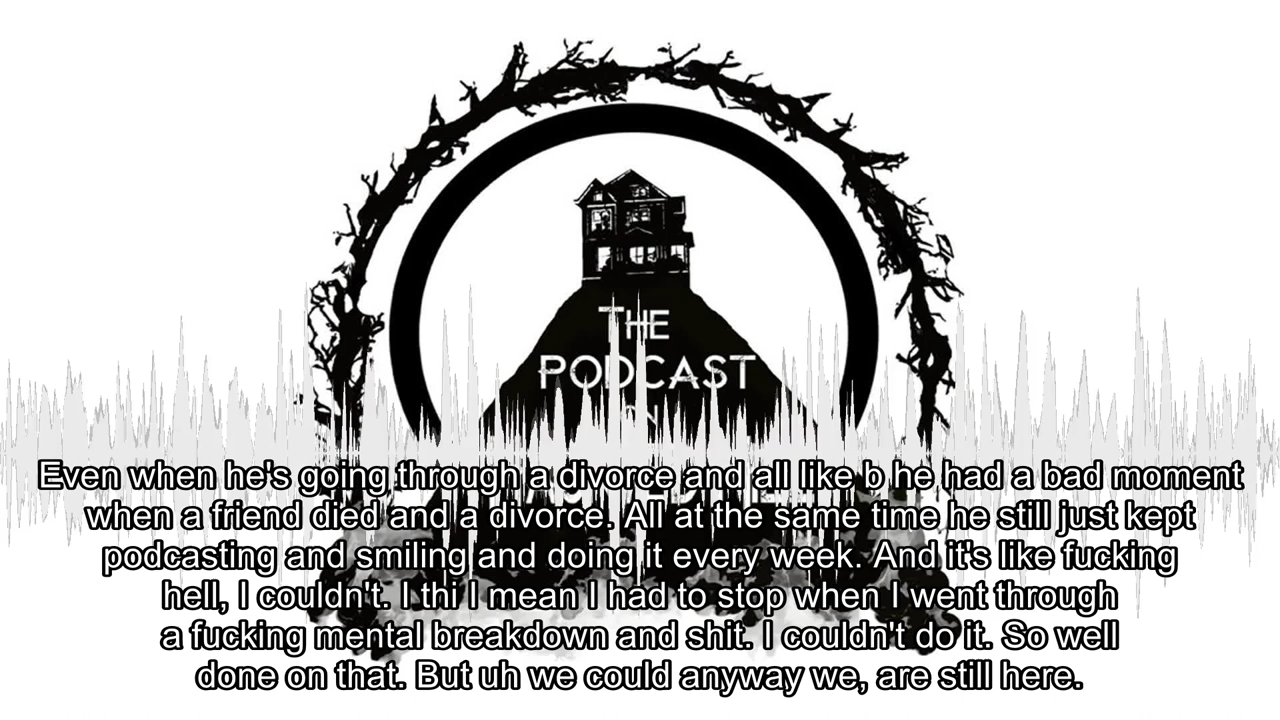 THE
PODCAST
Even when he's going through a divorce and all like b he had a bad moment
when a friend died and a divorce. All at the same time he still just kept
podcasting and smiling and doing it every week. And it's like fucking
hell, I couldn't. I thi I mean I had to stop when I went through
a fucking mental breakdown and shit. I couldn't do it. So well
done on that. But uh we could anyway we, are still here.